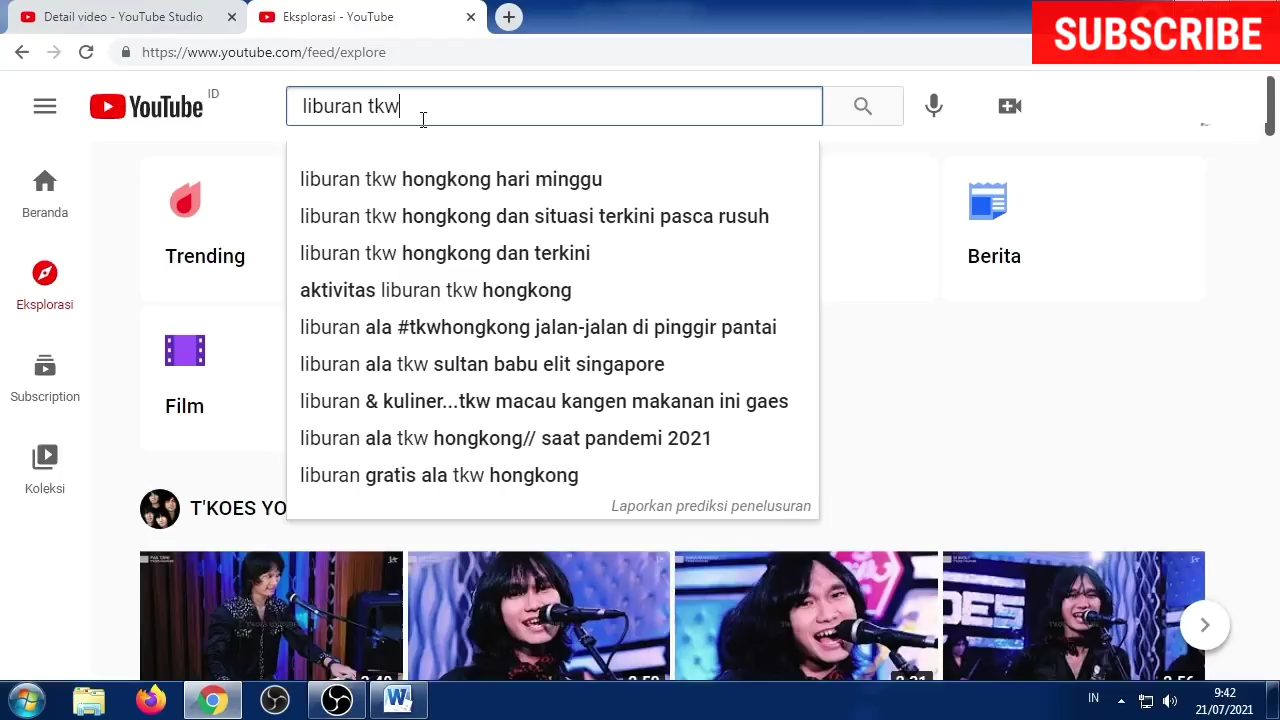 Detail video - YouTube Studio
Eksplorasi - YouTube
SUBSCRIBE
https://www.youtube.com/feed/explore
YouTube ID
liburan tkw
liburan tkw hongkong hari minggu
liburan tkw hongkong dan situasi terkini pasca rusuh
liburan tkw hongkong dan terkini
aktivitas liburan tkw hongkong
liburan ala #tkwhongkong jalan-jalan di pinggir pantai
liburan ala tkw sultan babu elit singapore
liburan & kuliner...tkw macau kangen makanan ini gaes
liburan ala tkw hongkong// saat pandemi 2021
liburan gratis ala tkw hongkong
Laporkan prediksi penelusuran
Beranda
Eksplorasi
Subscription
Koleksi
Trending
Berita
Film
T'KOES YO
IN
9:42
21/07/2021